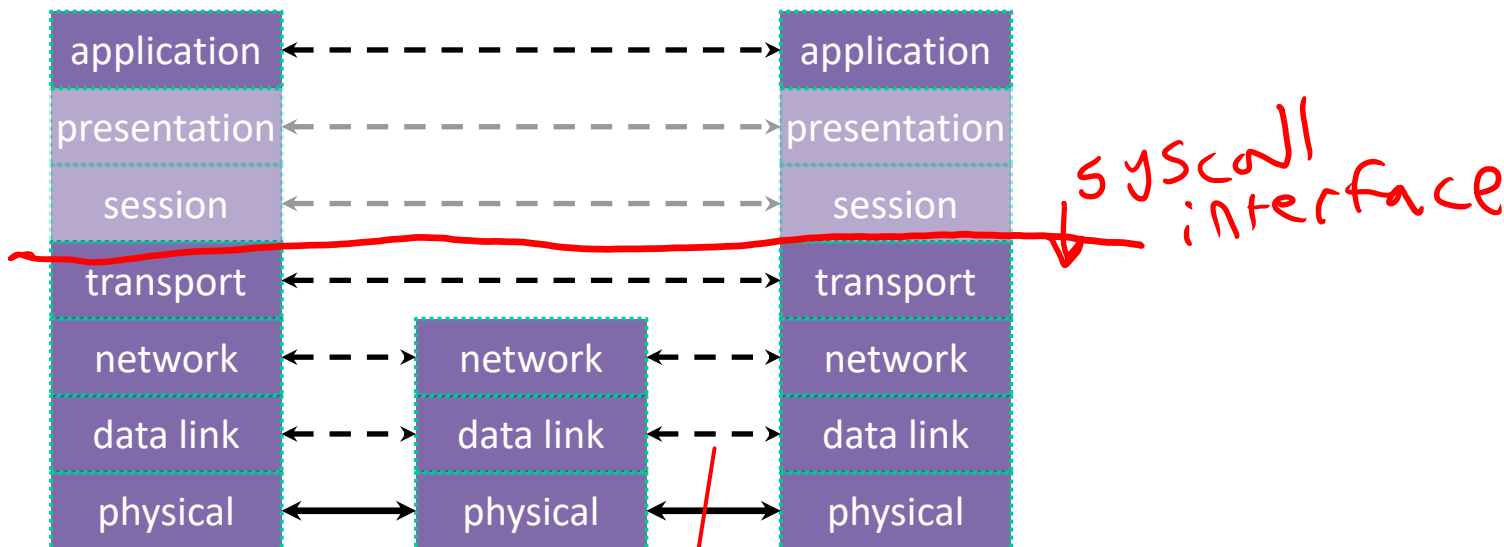 application application
presentation presentation
session session
syscall
interface
transport transport
network network network
data link data link data link
physical physical physical